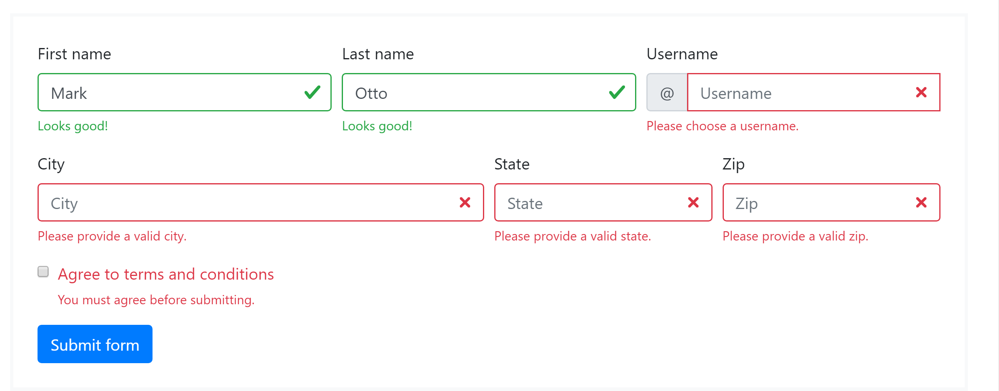 First name Last name Username
Mark Otto @ Username
Looks good! Looks good! Please choose a username.
City State Zip
City State Zip
Please provide a valid city. Please provide a valid state. Please provide a valid zip.
Agree to terms and conditions
You must agree before submitting.
Submit form